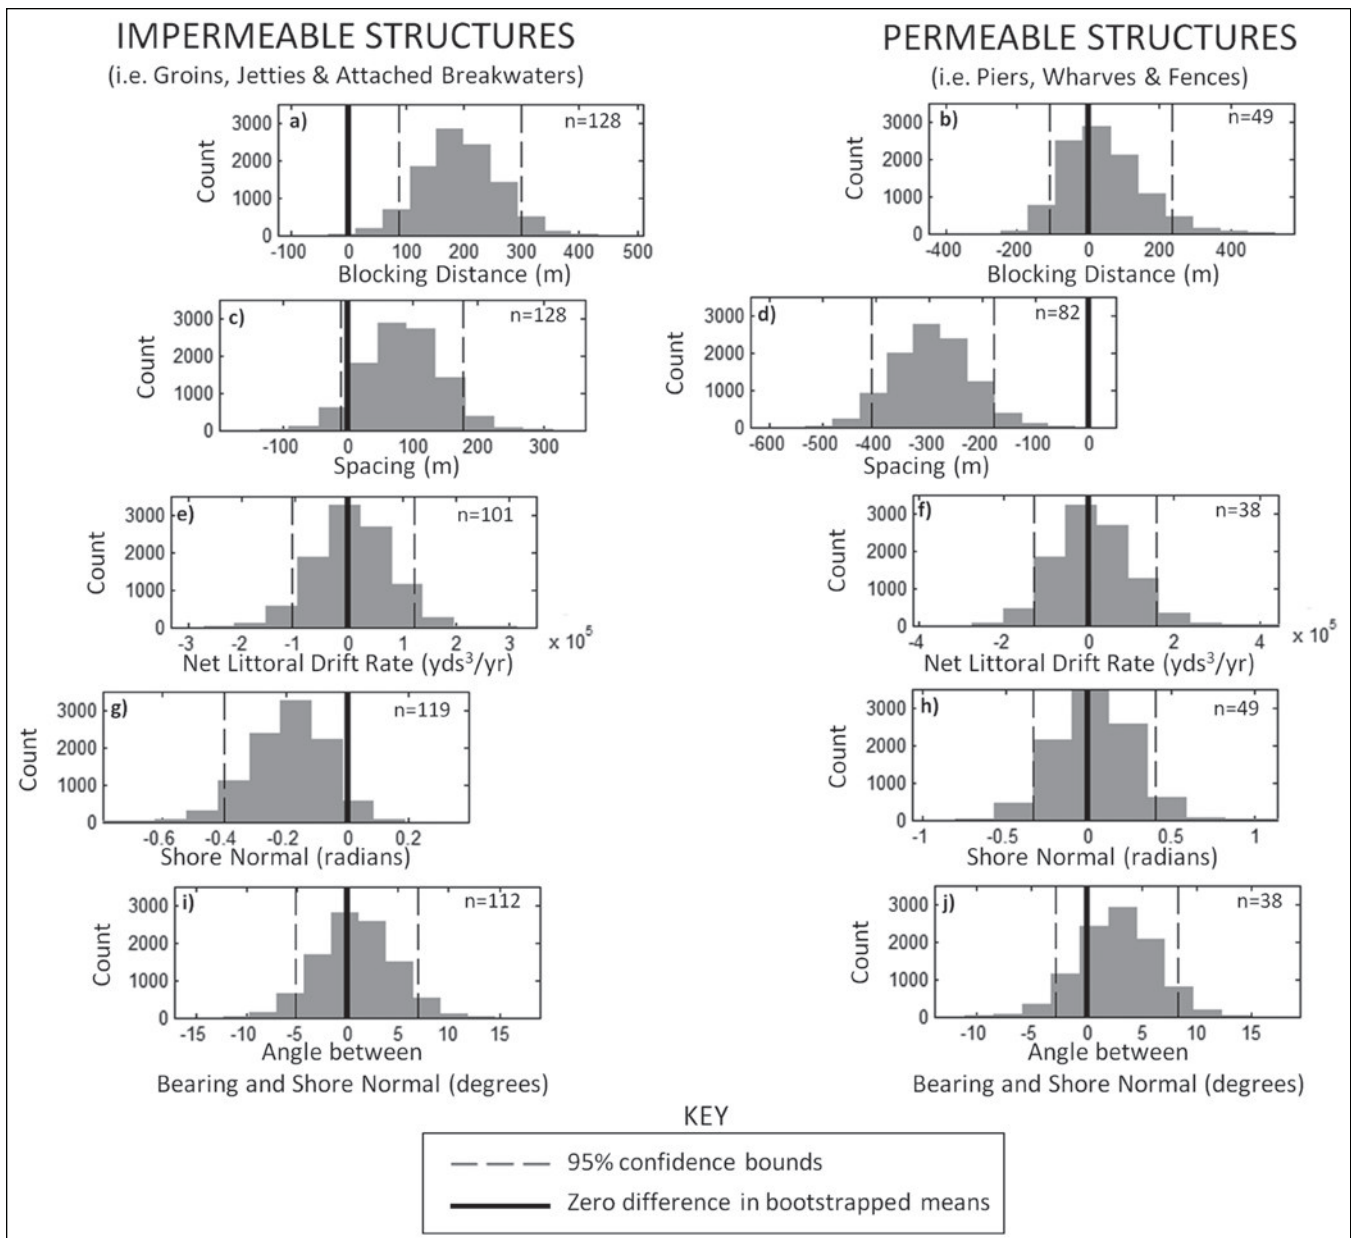 IMPERMEABLE STRUCTURES
(i.e. Groins, Jetties & Attached Breakwaters)
PERMEABLE STRUCTURES
(i.e. Piers, Wharves & Fences)
a)
n=128
Count
3000
2000
1000
0
-100 0 100 200 300 400 500
Blocking Distance (m)
b)
n=49
Count
3000
2000
1000
0
-400 -200 0 200 400
Blocking Distance (m)
c)
n=128
Count
3000
2000
1000
0
-100 0 100 200 300
Spacing (m)
d)
n=82
Count
3000
2000
1000
0
-600 -500 -400 -300 -200 -100 0
Spacing (m)
e)
n=101
Count
3000
2000
1000
0
-3 -2 -1 0 1 2 3
x 10⁵
Net Littoral Drift Rate (yds³/yr)
f)
n=38
Count
3000
2000
1000
0
-4 -2 0 2 4
x 10⁵
Net Littoral Drift Rate (yds³/yr)
g)
n=119
Count
3000
2000
1000
0
-0.6 -0.4 -0.2 0 0.2
Shore Normal (radians)
h)
n=49
Count
3000
2000
1000
0
-1 -0.5 0 0.5 1
Shore Normal (radians)
i)
n=112
Count
3000
2000
1000
0
-15 -10 -5 0 5 10 15
Angle between
Bearing and Shore Normal (degrees)
j)
n=38
Count
3000
2000
1000
0
-10 -5 0 5 10 15
Angle between
Bearing and Shore Normal (degrees)
KEY
95% confidence bounds
Zero difference in bootstrapped means